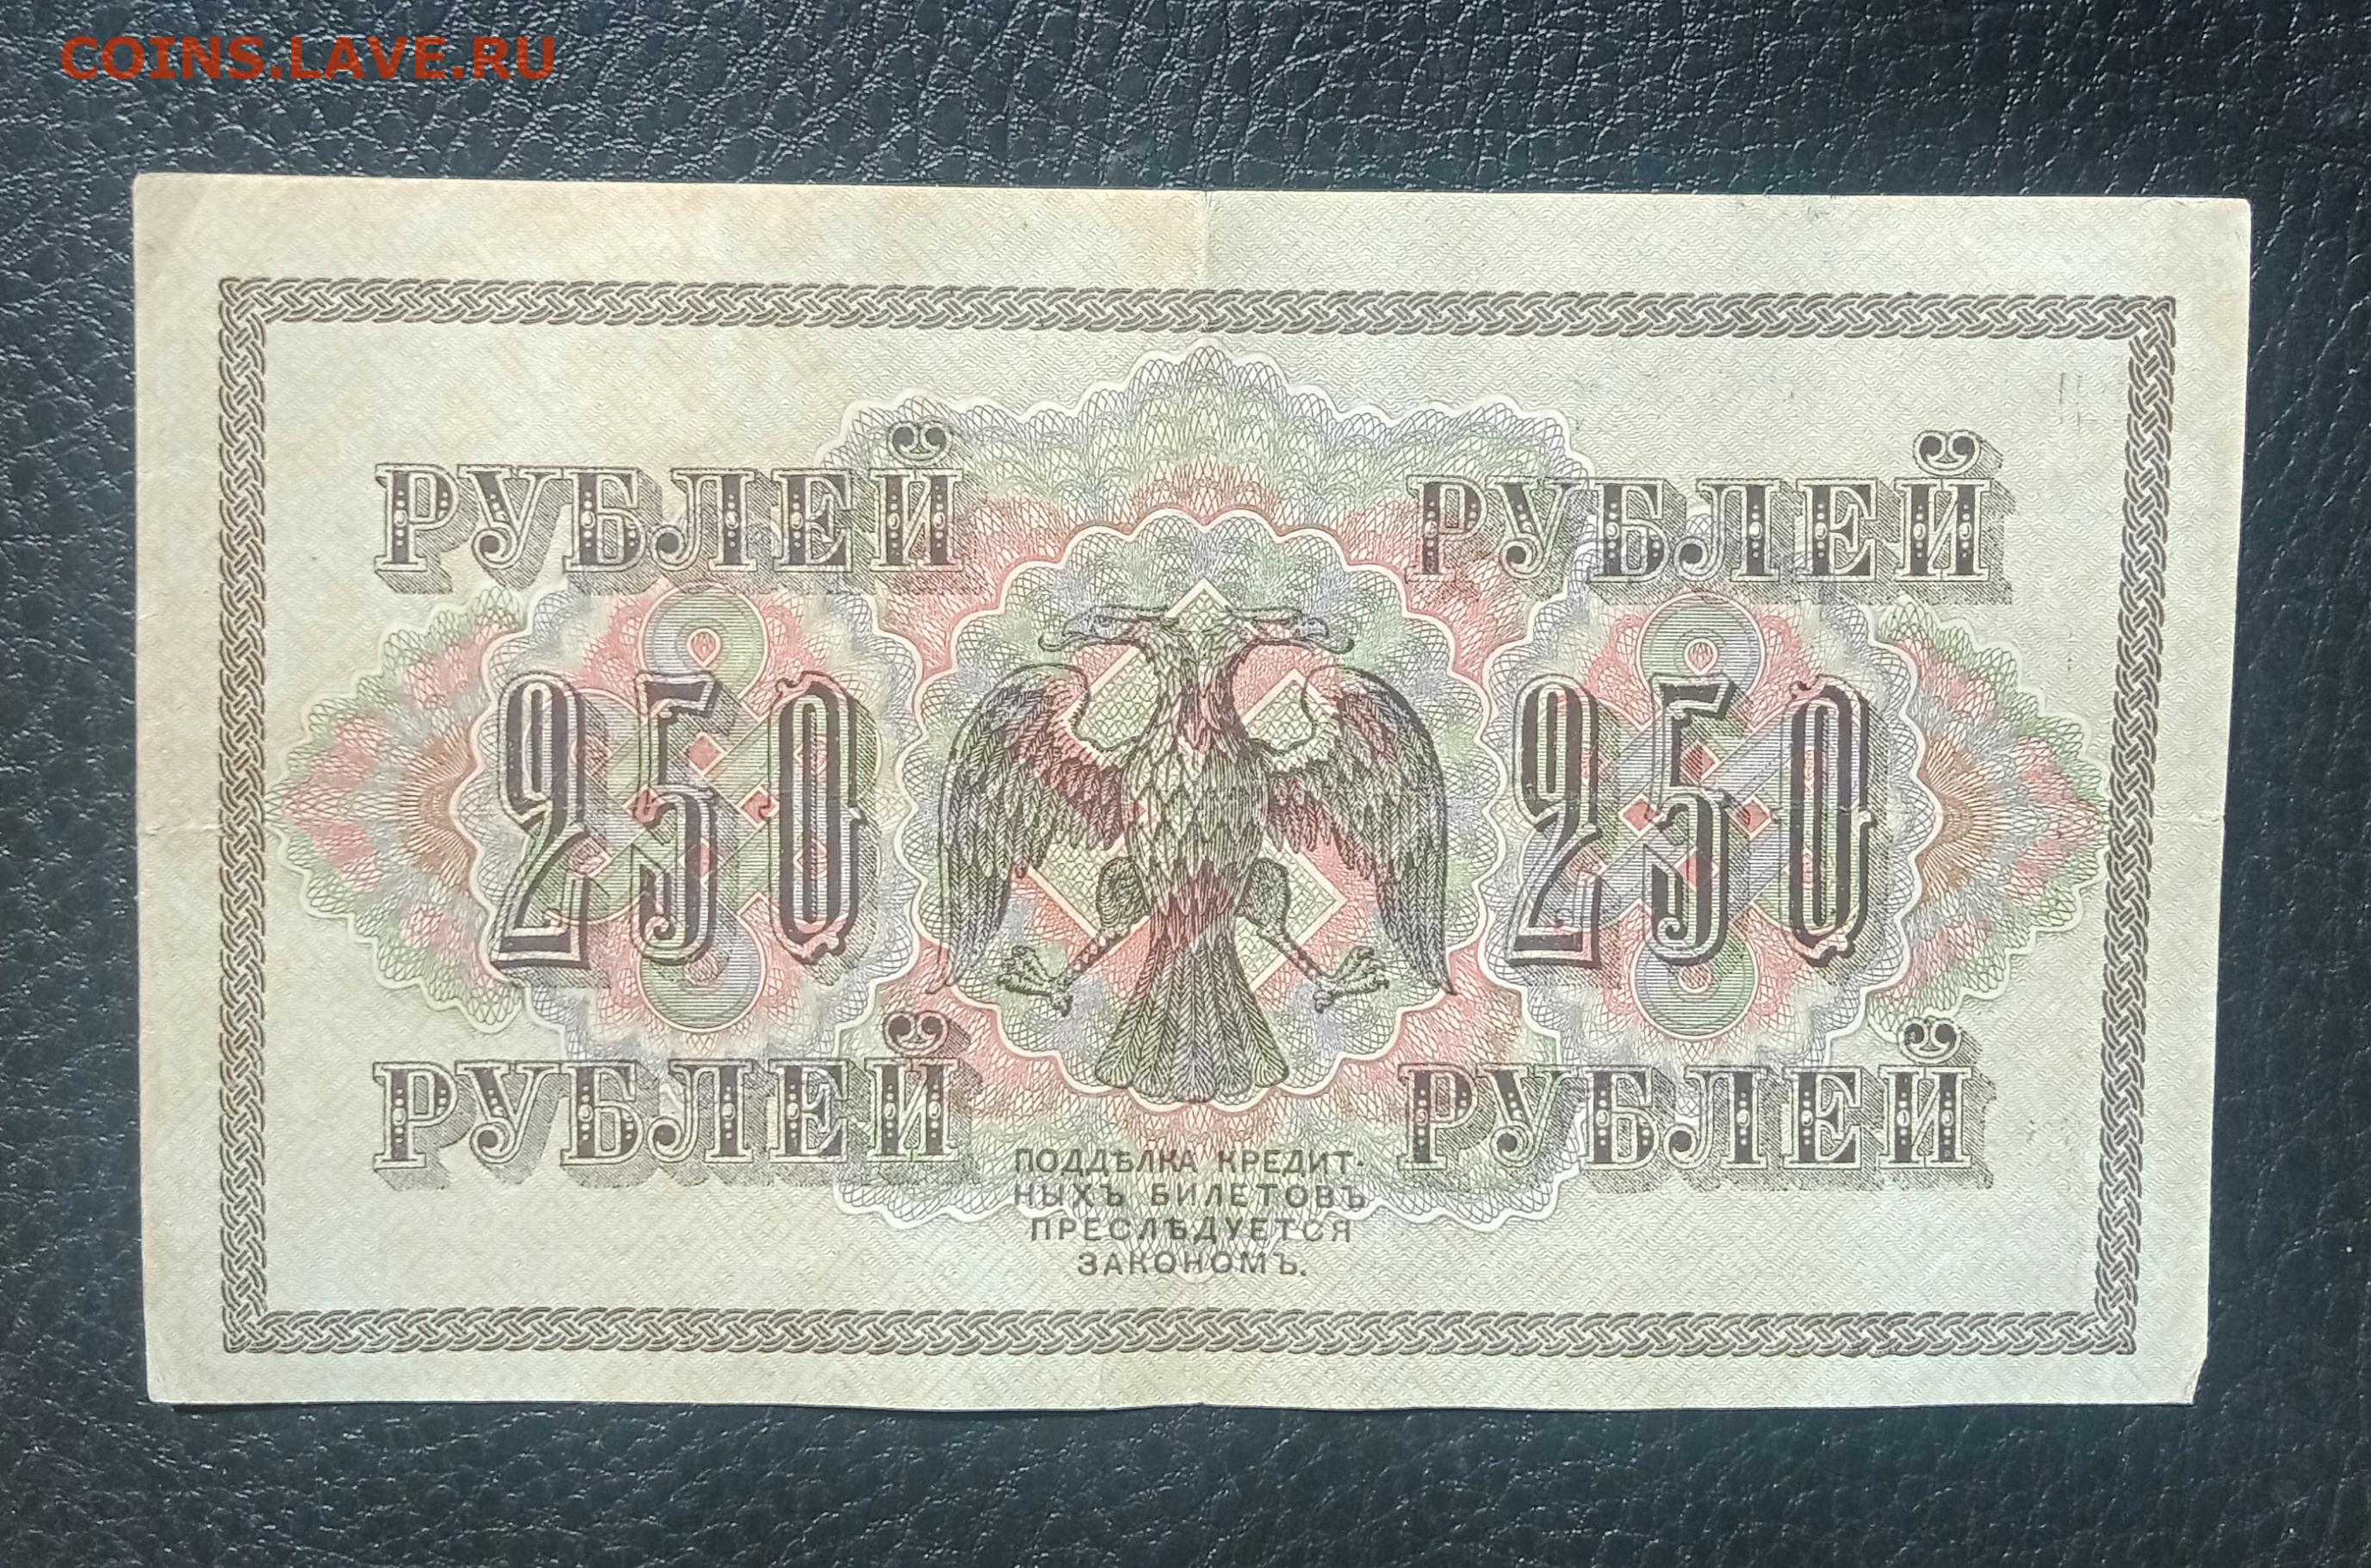 COINS.LAVE.RU
РУБЛЕЙ РУБЛЕЙ
250 250
РУБЛЕЙ РУБЛЕЙ
ПОДДѢЛКА КРЕДИТ-
НЫХЪ БИЛЕТОВЪ
ПРЕСЛѢДУЕТСЯ
ЗАКОНОМЪ.